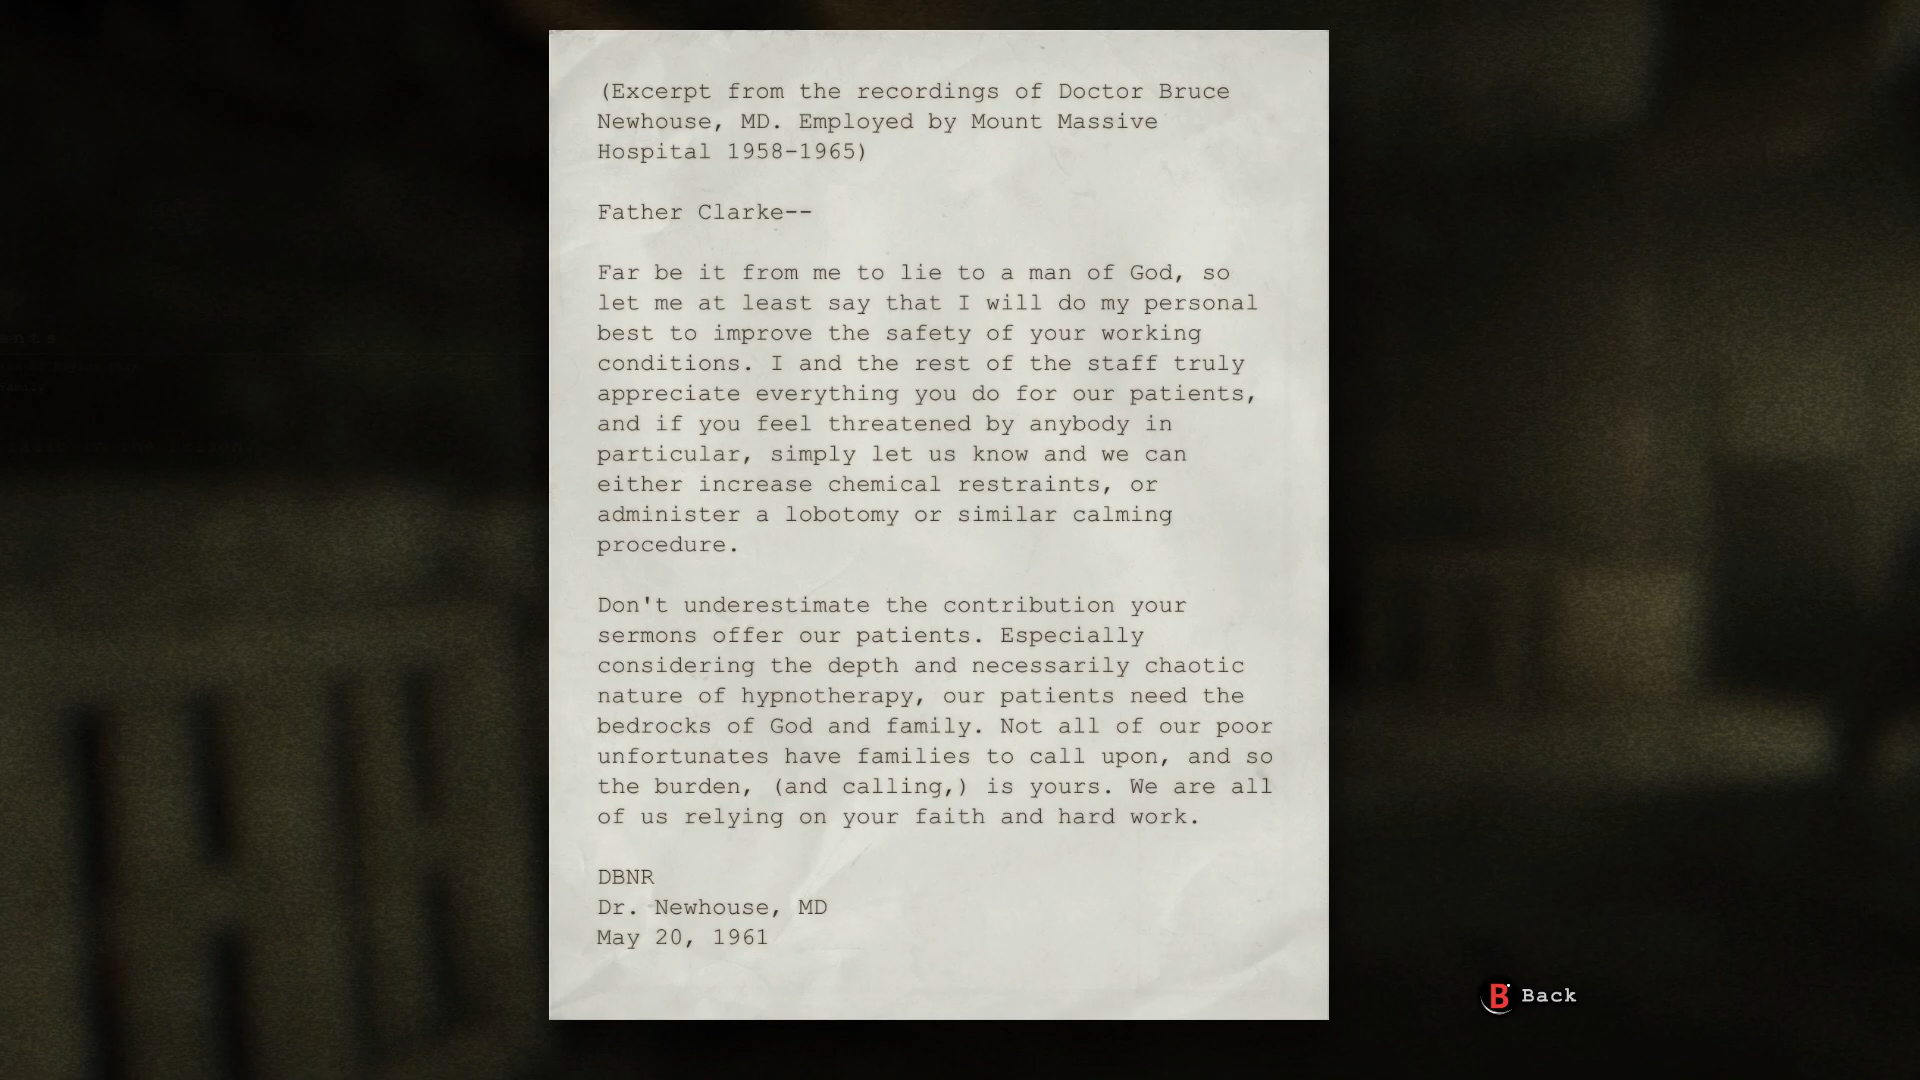 (Excerpt from the recordings of Doctor Bruce
Newhouse, MD. Employed by Mount Massive
Hospital 1958-1965)
Father Clarke--
Far be it from me to lie to a man of God, so
let me at least say that I will do my personal
best to improve the safety of your working
conditions. I and the rest of the staff truly
appreciate everything you do for our patients,
and if you feel threatened by anybody in
particular, simply let us know and we can
either increase chemical restraints, or
administer a lobotomy or similar calming
procedure.
Don't underestimate the contribution your
sermons offer our patients. Especially
considering the depth and necessarily chaotic
nature of hypnotherapy, our patients need the
bedrocks of God and family. Not all of our poor
unfortunates have families to call upon, and so
the burden, (and calling,) is yours. We are all
of us relying on your faith and hard work.
DBNR
Dr. Newhouse, MD
May 20, 1961
B Back